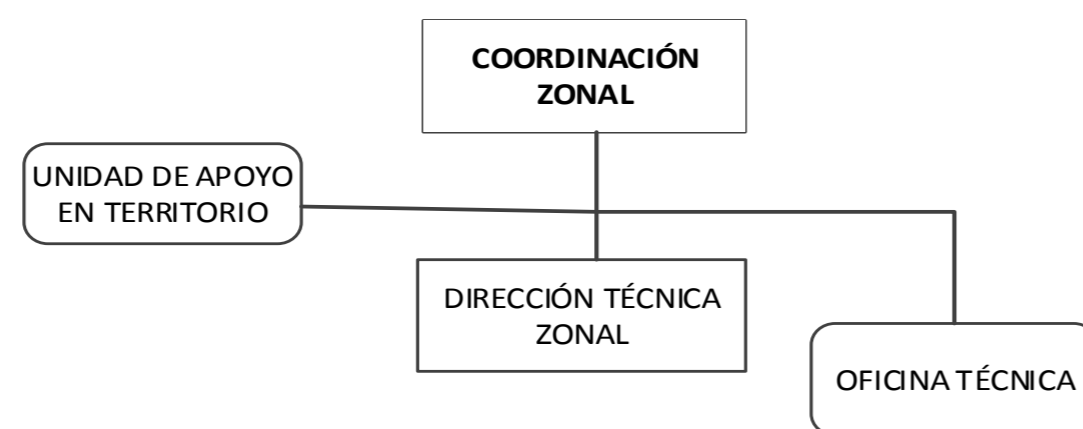 COORDINACIÓN
ZONAL
UNIDAD DE APOYO
EN TERRITORIO
DIRECCIÓN TÉCNICA
ZONAL
OFICINA TÉCNICA